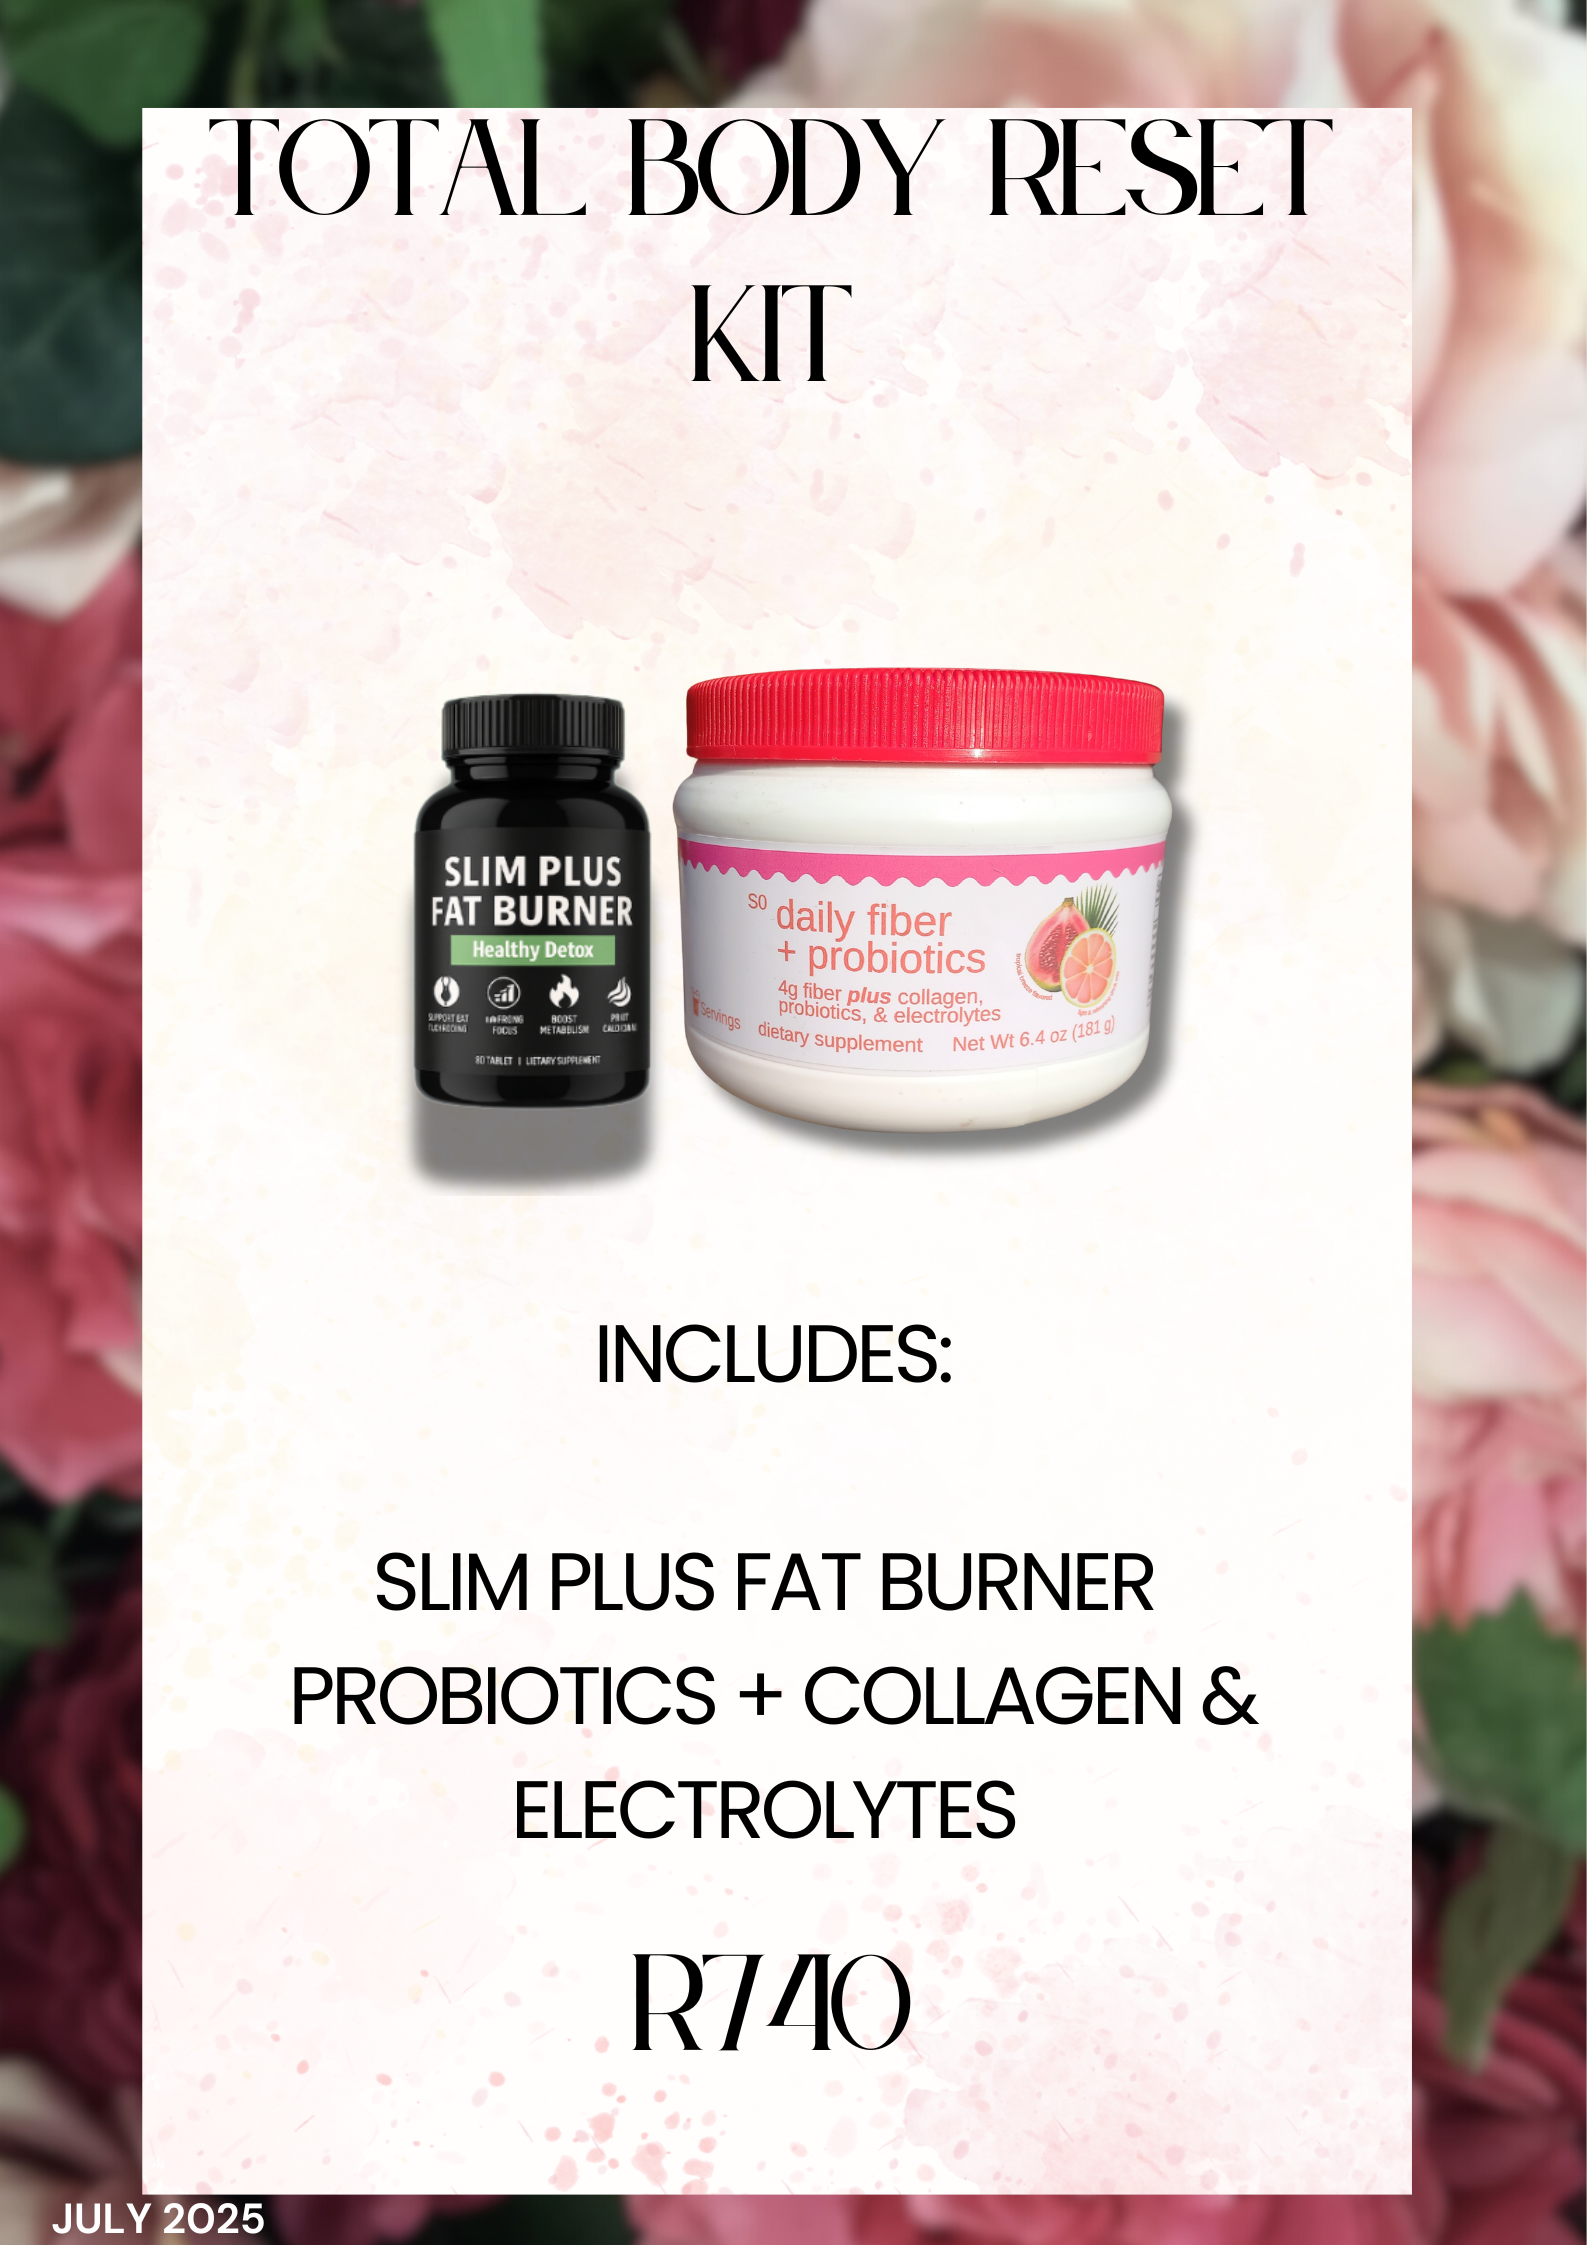 TOTAL BODY RESET
KIT
SLIM PLUS
FAT BURNER
Healthy Detox
FOCUS
BOOST
METABOLISM
so daily fiber
+ probiotics
4g fiber plus collagen,
probiotics, & electrolytes
Servings
dietary supplement Net Wt 6.4 oz (181 g)
INCLUDES:
SLIM PLUS FAT BURNER
PROBIOTICS + COLLAGEN &
ELECTROLYTES
R740
JULY 2025